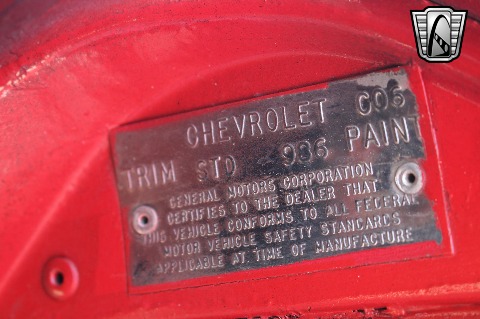 CHEVROLET C05
TRIM STD 936 PAINT
GENERAL MOTORS CORPORATION
CERTIFIES TO THE DEALER THAT
THIS VEHICLE CONFORMS TO ALL FEDERAL
MOTOR VEHICLE SAFETY STANDARDS
APPLICABLE AT TIME OF MANUFACTURE